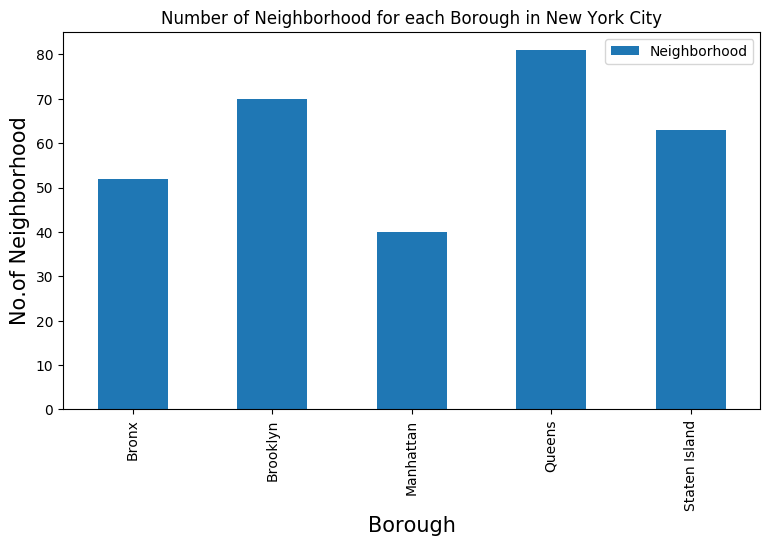 Number of Neighborhood for each Borough in New York City
Neighborhood
No.of Neighborhood
80
70
60
50
40
30
20
10
0
Bronx
Brooklyn
Manhattan
Queens
Staten Island
Borough